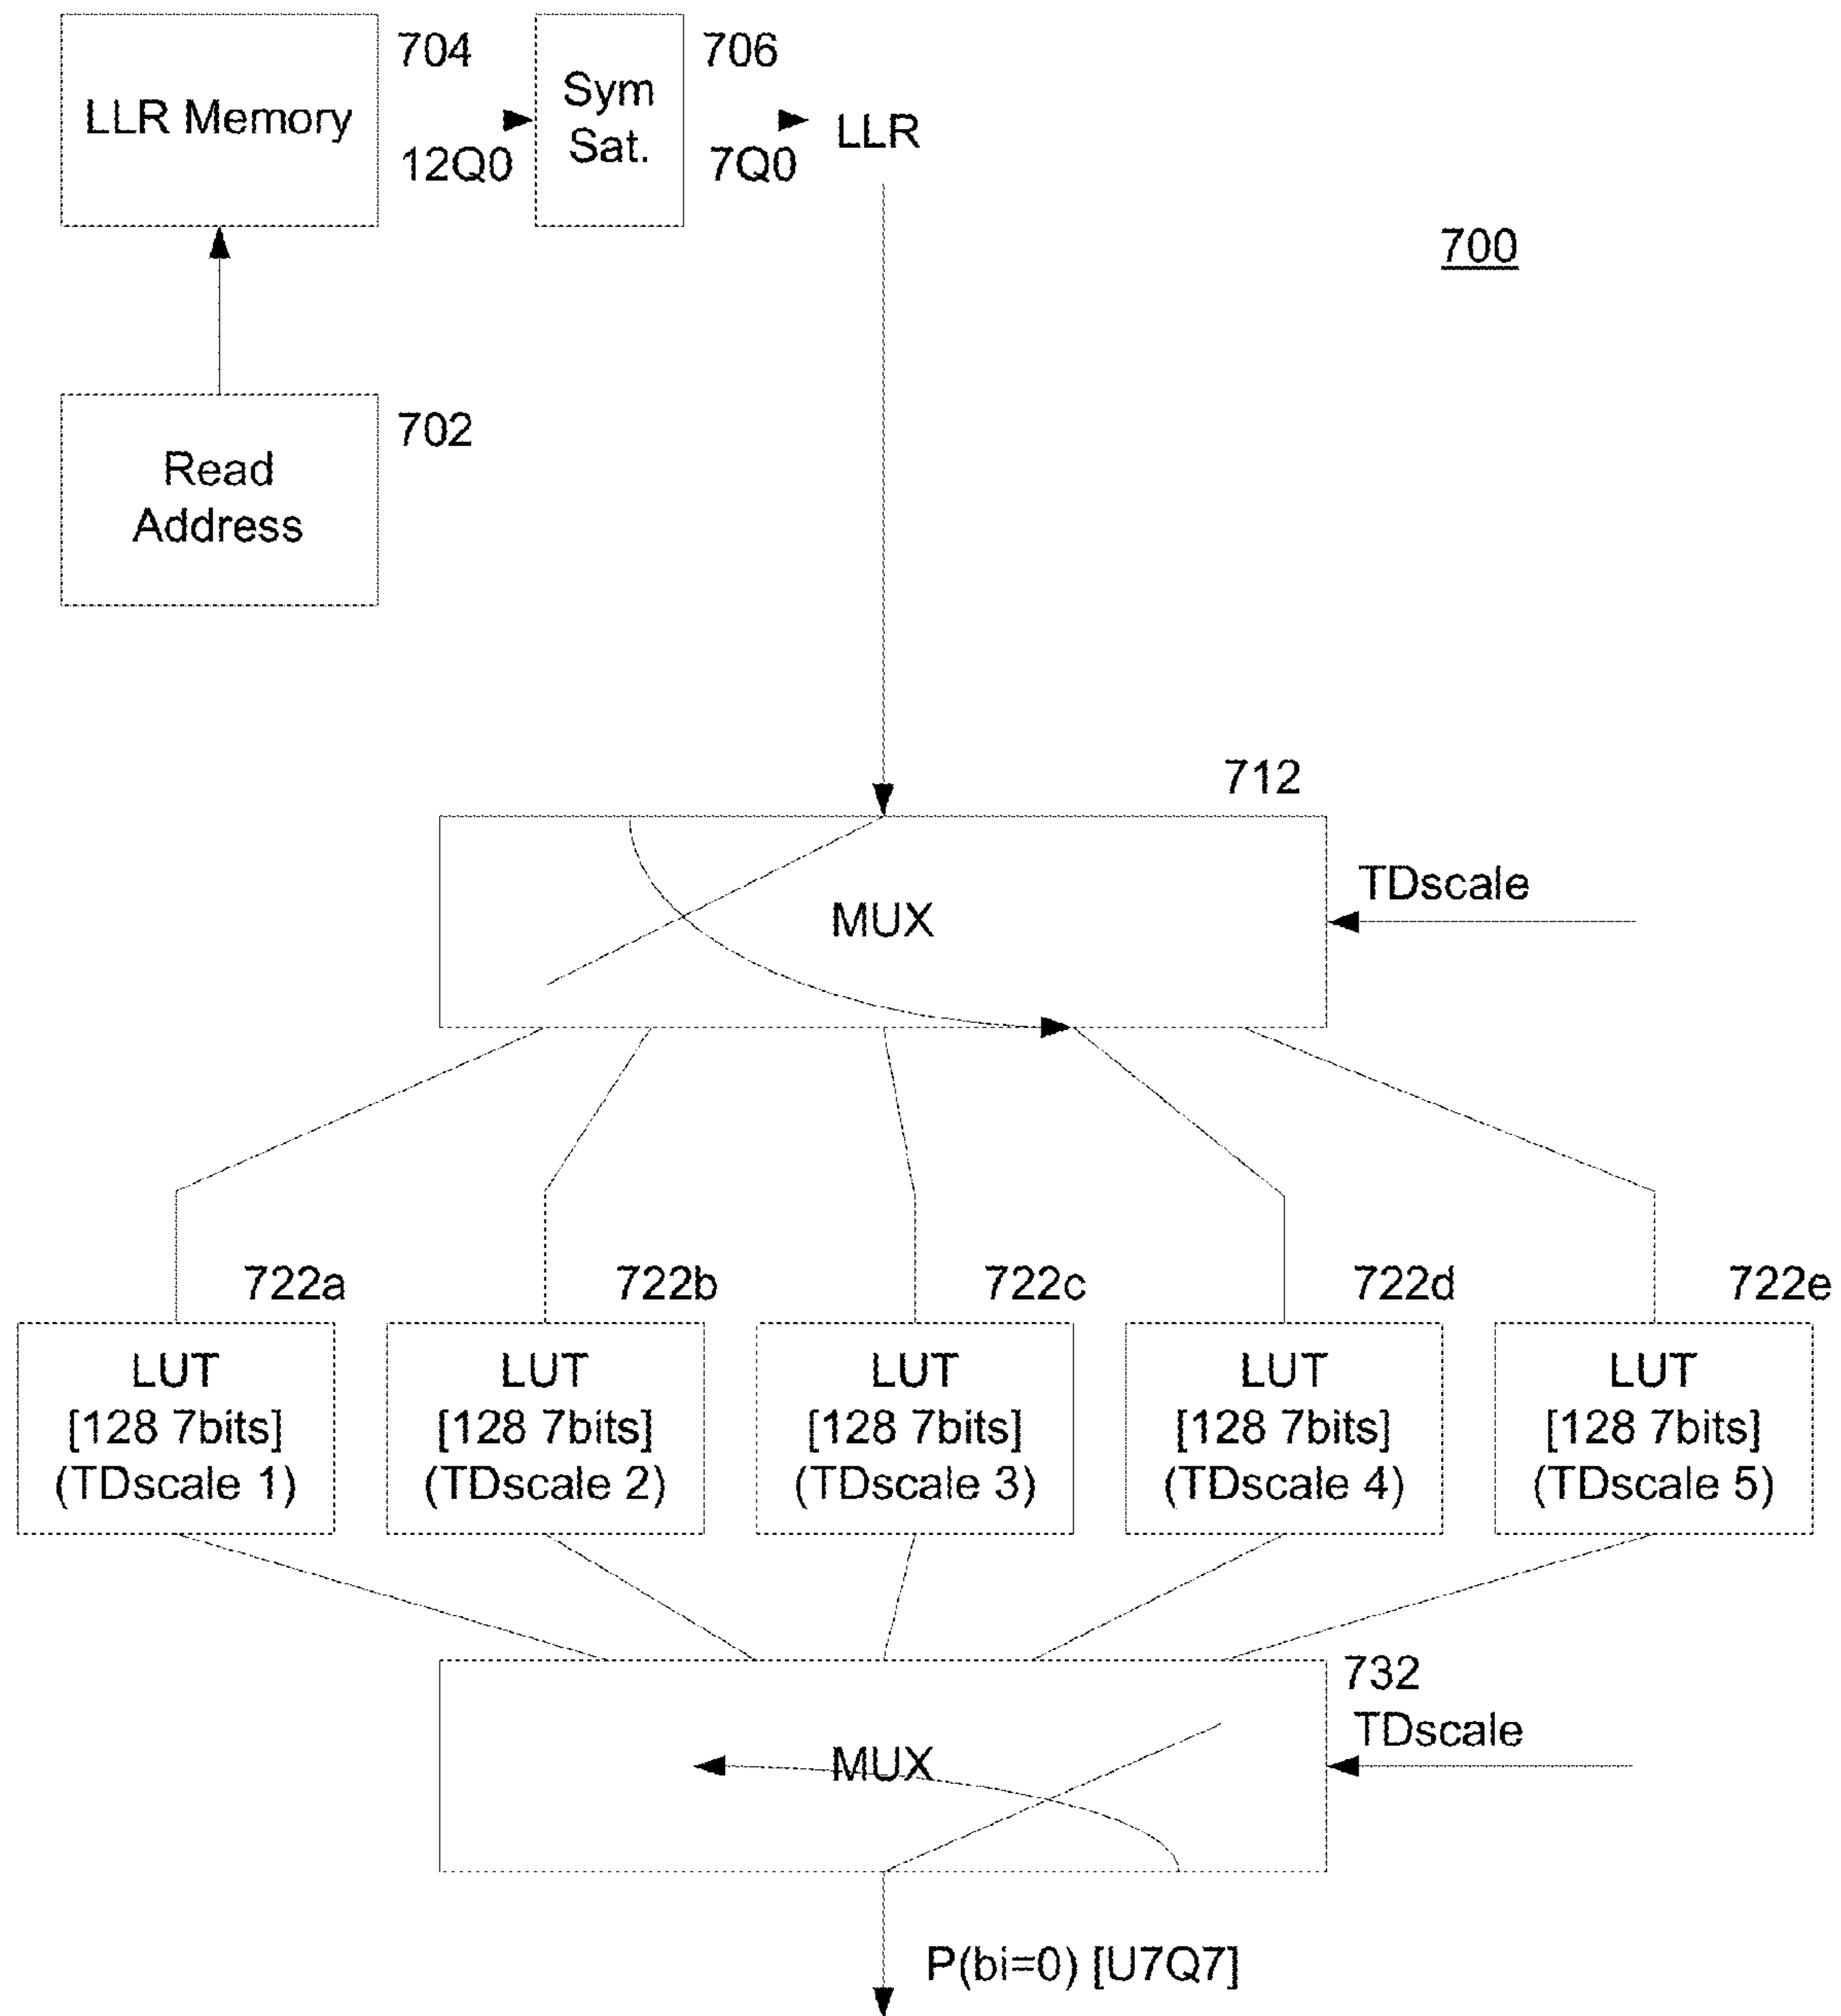 704
706
LLR Memory
Sym
Sat.
LLR
12Q0
7Q0
700
702
Read
Address
712
TDscale
MUX
722a
722b
722c
722d
722e
LUT
[128 7bits]
(TDscale 1)
LUT
[128 7bits]
(TDscale 2)
LUT
[128 7bits]
(TDscale 3)
LUT
[128 7bits]
(TDscale 4)
LUT
[128 7bits]
(TDscale 5)
732
TDscale
MUX
P(bi=0) [U7Q7]